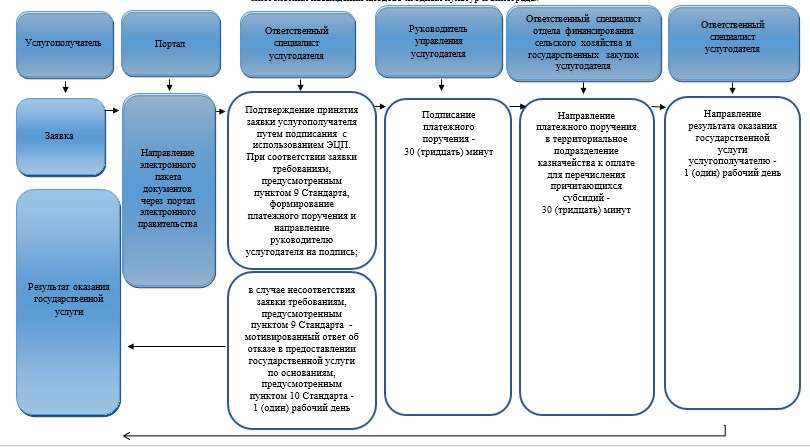 Услугополучатель
Портал
Ответственный
специалист
услугодателя
Руководитель
управления
услугодателя
Ответственный специалист
отдела финансирования
сельского хозяйства и
государственных закупок
услугодателя
Ответственный
специалист
услугодателя
Заявка
Направление
электронного
пакета
документов
через портал
электронного
правительства
Подтверждение принятия
заявки услугополучателя
путем подписания с
использованием ЭЦП.
При соответствии заявки
требованиям,
предусмотренным
пунктом 9 Стандарта,
формирование
платежного поручения и
направление
руководителю
услугодателя на подпись;
Подписание
платежного
поручения -
30 (тридцать) минут
Направление
платежного поручения
в территориальное
подразделение
казначейства к оплате
для перечисления
причитающихся
субсидий -
30 (тридцать) минут
Направление
результата оказания
государственной
услуги
услугополучателю -
1 (один) рабочий день
Результат оказания
государственной
услуги
в случае несоответствия
заявки требованиям,
предусмотренным
пунктом 9 Стандарта -
мотивированный ответ об
отказе в предоставлении
государственной услуги
по основаниям,
предусмотренным
пунктом 10 Стандарта -
1 (один) рабочий день